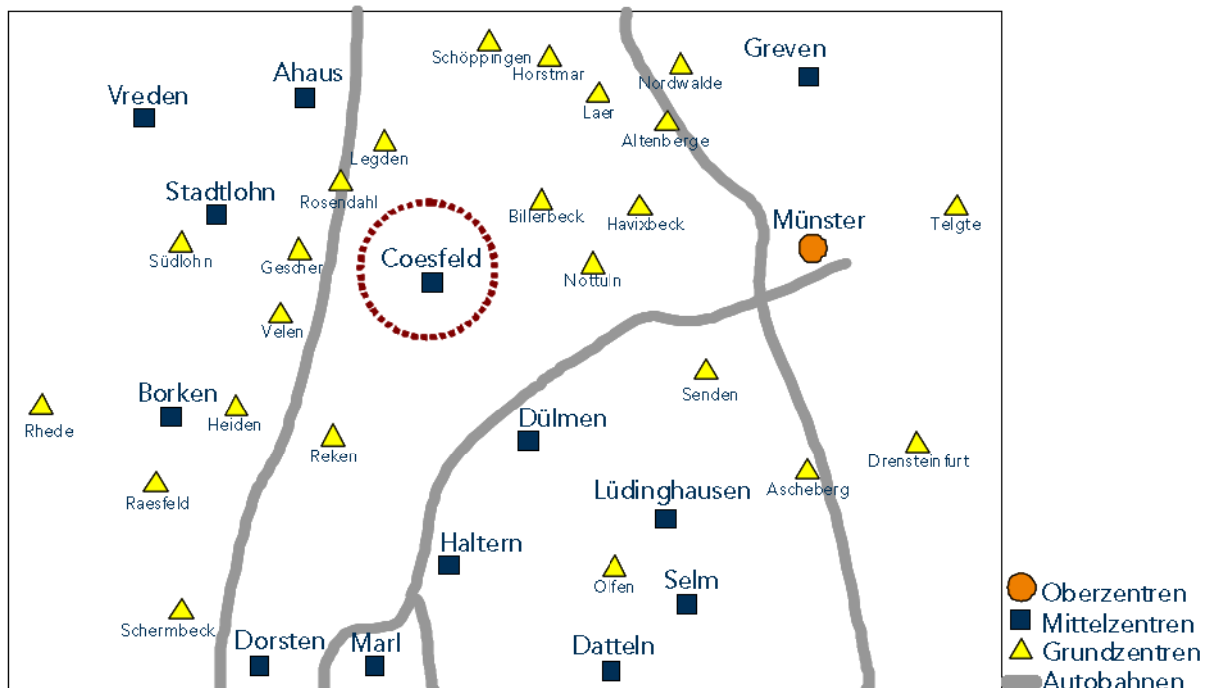 Schöppingen
Greven
Horstmar
Ahaus
Nordwalde
Vreden
Laer
Altenberge
Legden
Stadtlohn
Rosendahl
Billerbeck
Havixbeck
Münster
Telgte
Südlohn
Gescher
Coesfeld
Nottuln
Velen
Borken
Senden
Rhede
Heiden
Dülmen
Reken
Drensteinfurt
Lüdinghausen
Ascheberg
Raesfeld
Haltern
Olfen
Selm
Schermbeck
Dorsten
Marl
Datteln
Oberzentren
Mittelzentren
Grundzentren
Autobahnen